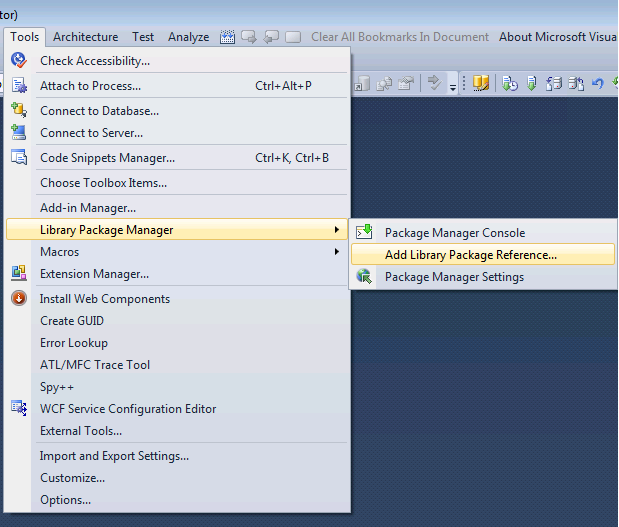 tor)
Tools Architecture Test Analyze Clear All Bookmarks In Document About Microsoft Visua
Check Accessibility...
Attach to Process... Ctrl+Alt+P
Connect to Database...
Connect to Server...
Code Snippets Manager... Ctrl+K, Ctrl+B
Choose Toolbox Items...
Add-in Manager...
Library Package Manager
Package Manager Console
Macros
Add Library Package Reference...
Extension Manager...
Package Manager Settings
Install Web Components
Create GUID
Error Lookup
ATL/MFC Trace Tool
Spy++
WCF Service Configuration Editor
External Tools...
Import and Export Settings...
Customize...
Options...